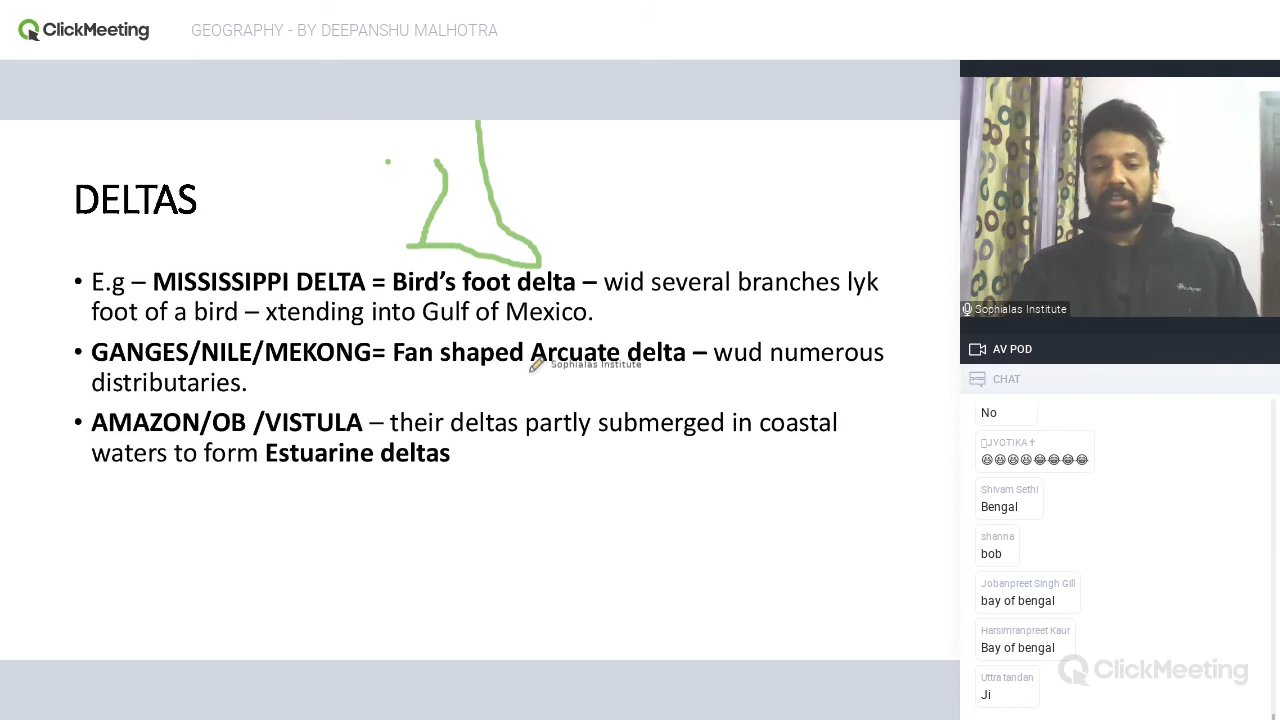 ClickMeeting
GEOGRAPHY - BY DEEPANSHU MALHOTRA
DELTAS
• E.g – MISSISSIPPI DELTA = Bird's foot delta – wid several branches lyk
foot of a bird – xtending into Gulf of Mexico.
• GANGES/NILE/MEKONG= Fan shaped Arcuate delta – wud numerous
Sophialas Institute
distributaries.
• AMAZON/OB /VISTULA – their deltas partly submerged in coastal
waters to form Estuarine deltas
Sophialas Institute
AV POD
CHAT
No
JYOTIKA✝
😆😆😆😆😂😂😂😂
Shivam Sethi
Bengal
shanna
bob
Jobanpreet Singh Gill
bay of bengal
Harsimranpreet Kaur
Bay of bengal
Uttra tandan
Ji
ClickMeeting